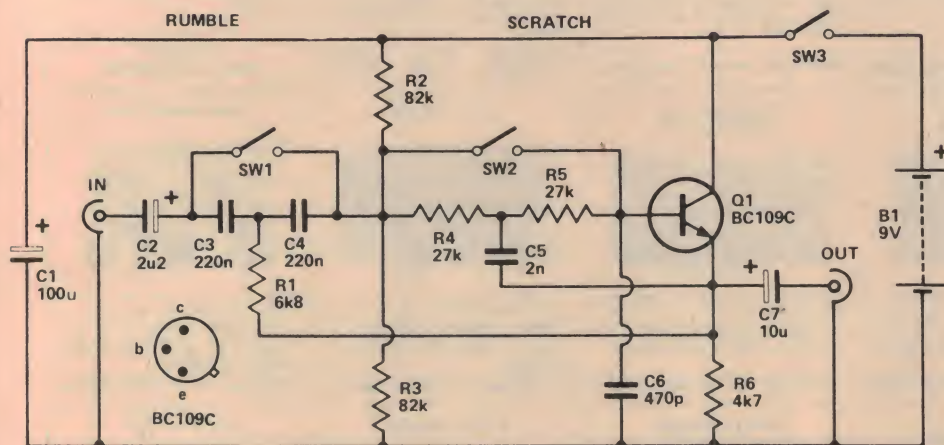 RUMBLE
SCRATCH
SW3
R2
82k
SW1
SW2
R5
27k
IN
Q1
BC109C
B1
9V
+
+
+
+
+
C1
100u
C2
2u2
C3
220n
C4
220n
R4
27k
C5
2n
OUT
R1
6k8
C7
10u
c
b
e
BC109C
R3
82k
C6
470p
R6
4k7